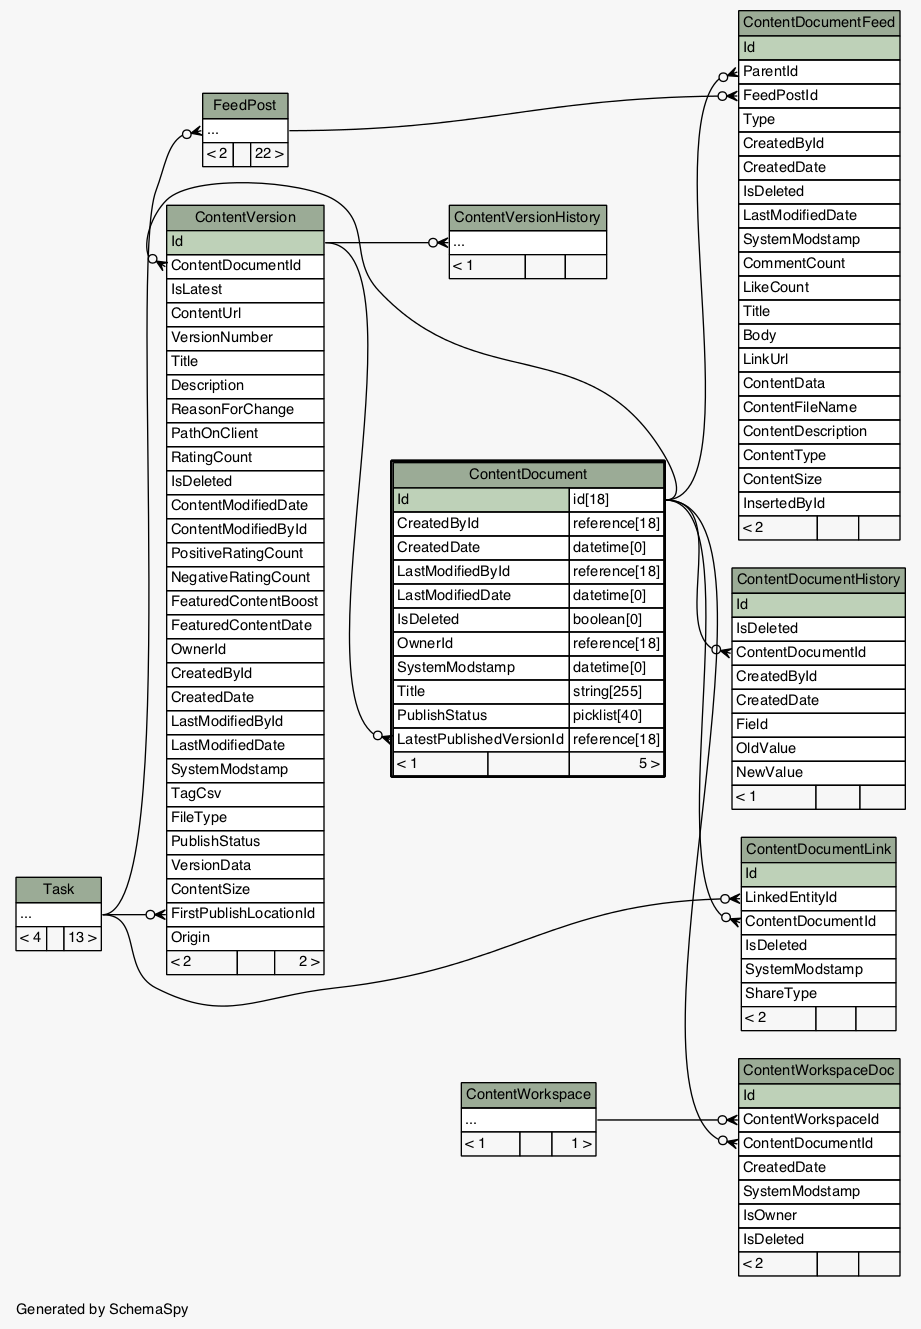 ContentDocumentFeed
Id
ParentId
FeedPostId
Type
CreatedById
CreatedDate
IsDeleted
LastModifiedDate
SystemModstamp
CommentCount
LikeCount
Title
Body
LinkUrl
ContentData
ContentFileName
ContentDescription
ContentType
ContentSize
InsertedById
< 2
FeedPost
...
< 2 22 >
ContentVersion
Id
ContentDocumentId
IsLatest
ContentUrl
VersionNumber
Title
Description
ReasonForChange
PathOnClient
RatingCount
IsDeleted
ContentModifiedDate
ContentModifiedById
PositiveRatingCount
NegativeRatingCount
FeaturedContentBoost
FeaturedContentDate
OwnerId
CreatedById
CreatedDate
LastModifiedById
LastModifiedDate
SystemModstamp
TagCsv
FileType
PublishStatus
VersionData
ContentSize
FirstPublishLocationId
Origin
< 2 2 >
ContentVersionHistory
...
< 1
ContentDocument
Id id[18]
CreatedById reference[18]
CreatedDate datetime[0]
LastModifiedById reference[18]
LastModifiedDate datetime[0]
IsDeleted boolean[0]
OwnerId reference[18]
SystemModstamp datetime[0]
Title string[255]
PublishStatus picklist[40]
LatestPublishedVersionId reference[18]
< 1 5 >
ContentDocumentHistory
Id
IsDeleted
ContentDocumentId
CreatedById
CreatedDate
Field
OldValue
NewValue
< 1
Task
...
< 4 13 >
ContentDocumentLink
Id
LinkedEntityId
ContentDocumentId
IsDeleted
SystemModstamp
ShareType
< 2
ContentWorkspace
...
< 1 1 >
ContentWorkspaceDoc
Id
ContentWorkspaceId
ContentDocumentId
CreatedDate
SystemModstamp
IsOwner
IsDeleted
< 2
Generated by SchemaSpy